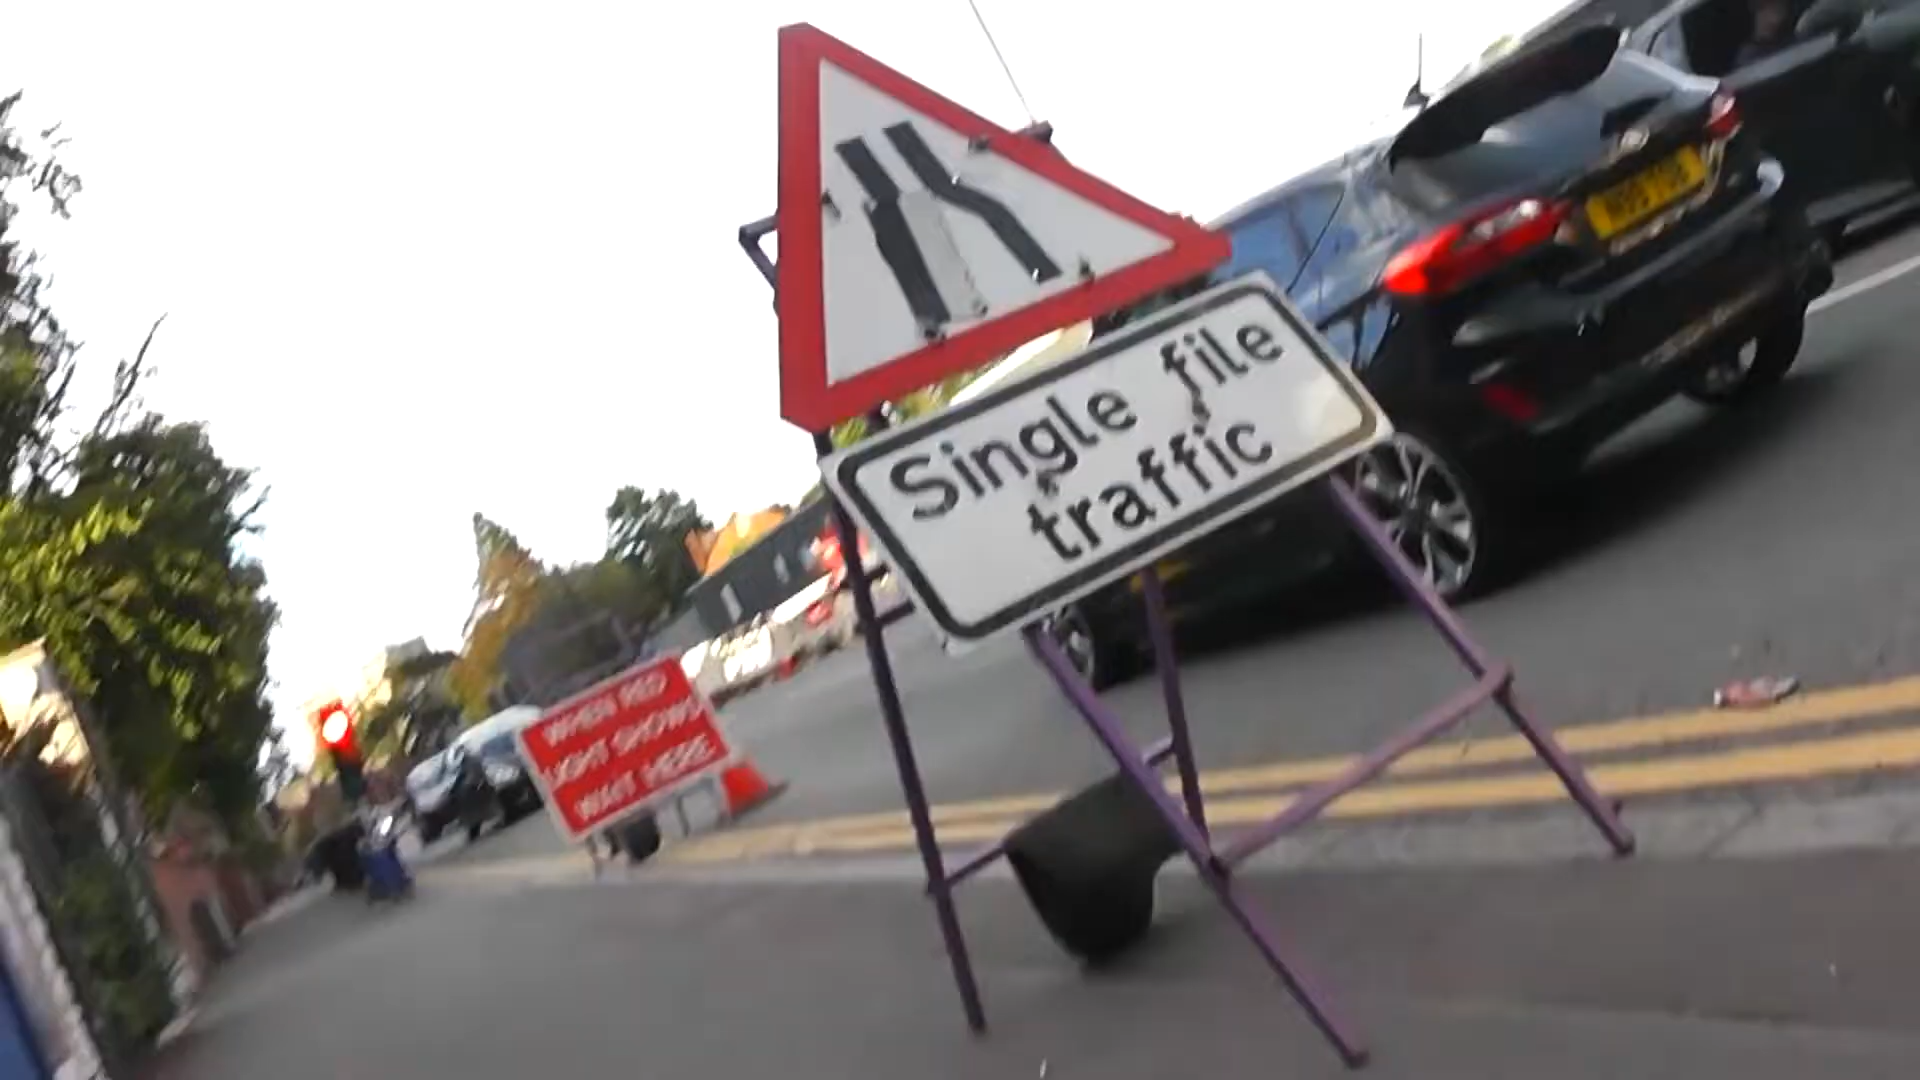 Single file
traffic
WHEN RED
LIGHT SHOWS
WAIT HERE